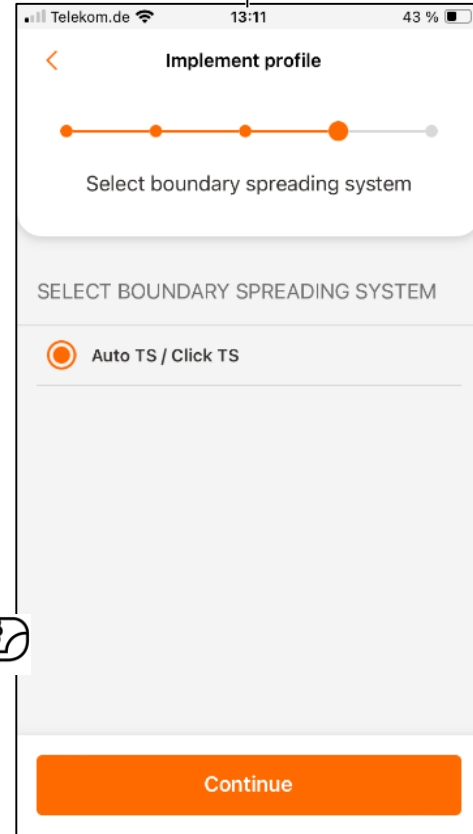 Telekom.de 13:11 43 %
Implement profile
Select boundary spreading system
SELECT BOUNDARY SPREADING SYSTEM
Auto TS / Click TS
Continue